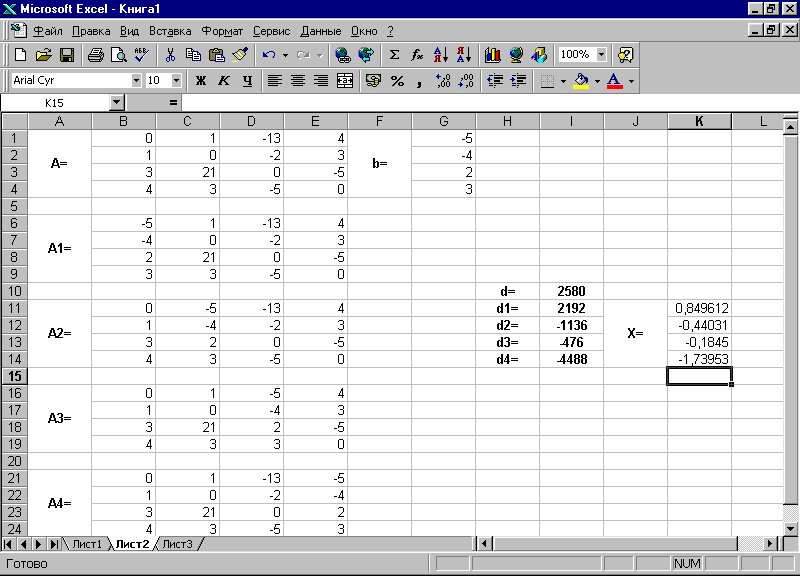 Microsoft Excel - Книга1
Файл Правка Вид Вставка Формат Сервис Данные Окно ?
100%
Arial Cyr 10 Ж К Ч % ,
K15 =
A B C D E F G H I J K L
1 0 1 -13 4 -5
2 1 0 -2 3 -4
A= b=
3 3 21 0 -5 2
4 4 3 -5 0 3
5
6 -5 1 -13 4
7 -4 0 -2 3
A1=
8 2 21 0 -5
9 3 3 -5 0
10 d= 2580
11 0 -5 -13 4 d1= 2192 0,849612
12 1 -4 -2 3 d2= -1136 -0,44031
A2= X=
13 3 2 0 -5 d3= -476 -0,1845
14 4 3 -5 0 d4= -4488 -1,73953
15
16 0 1 -5 4
17 1 0 -4 3
A3=
18 3 21 2 -5
19 4 3 3 0
20
21 0 1 -13 -5
22 1 0 -2 -4
A4=
23 3 21 0 2
24 4 3 -5 3
Лист1 Лист2 Лист3
Готово NUM